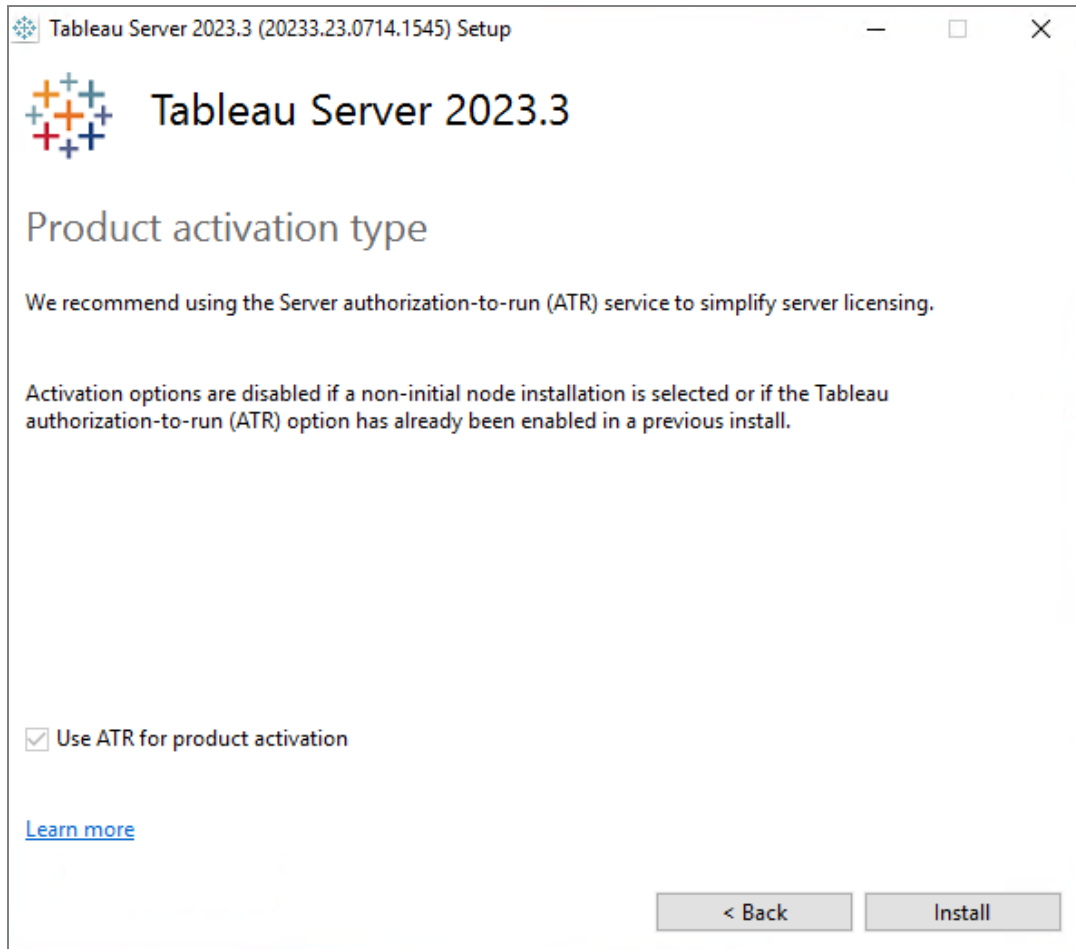 Tableau Server 2023.3 (20233.23.0714.1545) Setup
Tableau Server 2023.3
Product activation type
We recommend using the Server authorization-to-run (ATR) service to simplify server licensing.
Activation options are disabled if a non-initial node installation is selected or if the Tableau
authorization-to-run (ATR) option has already been enabled in a previous install.
Use ATR for product activation
Learn more
< Back Install